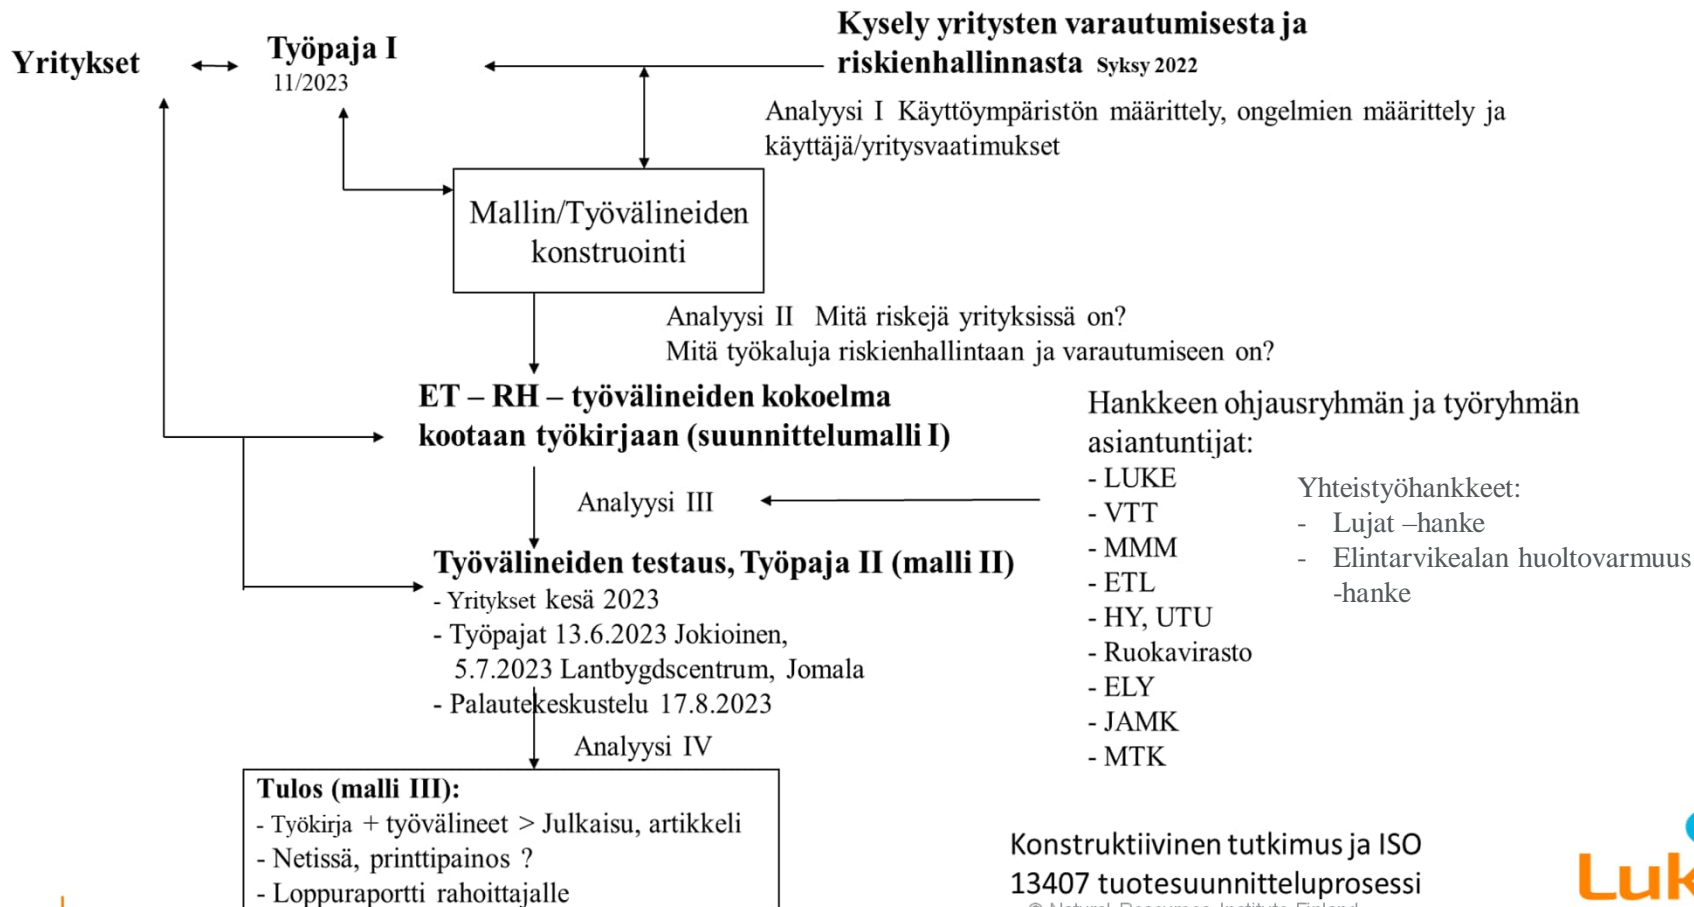 Kysely yritysten varautumisesta ja
riskienhallinnasta Syksy 2022
Yritykset
Työpaja I
11/2023
Analyysi I Käyttöympäristön määrittely, ongelmien määrittely ja
käyttäjä/yritysvaatimukset
Mallin/Työvälineiden
konstruointi
Analyysi II Mitä riskejä yrityksissä on?
Mitä työkaluja riskienhallintaan ja varautumiseen on?
ET – RH – työvälineiden kokoelma
kootaan työkirjaan (suunnittelumalli I)
Analyysi III
Hankkeen ohjausryhmän ja työryhmän
asiantuntijat:
- LUKE
- VTT
- MMM
- ETL
- HY, UTU
- Ruokavirasto
- ELY
- JAMK
- MTK
Yhteistyöhankkeet:
- Lujat –hanke
- Elintarvikealan huoltovarmuus
-hanke
Työvälineiden testaus, Työpaja II (malli II)
- Yritykset kesä 2023
- Työpajat 13.6.2023 Jokioinen,
5.7.2023 Lantbygdscentrum, Jomala
- Palautekeskustelu 17.8.2023
Analyysi IV
Tulos (malli III):
- Työkirja + työvälineet > Julkaisu, artikkeli
- Netissä, printtipainos ?
- Loppuraportti rahoittajalle
Konstruktiivinen tutkimus ja ISO
13407 tuotesuunnitteluprosessi
© Natural Resources Institute Finland
Luk